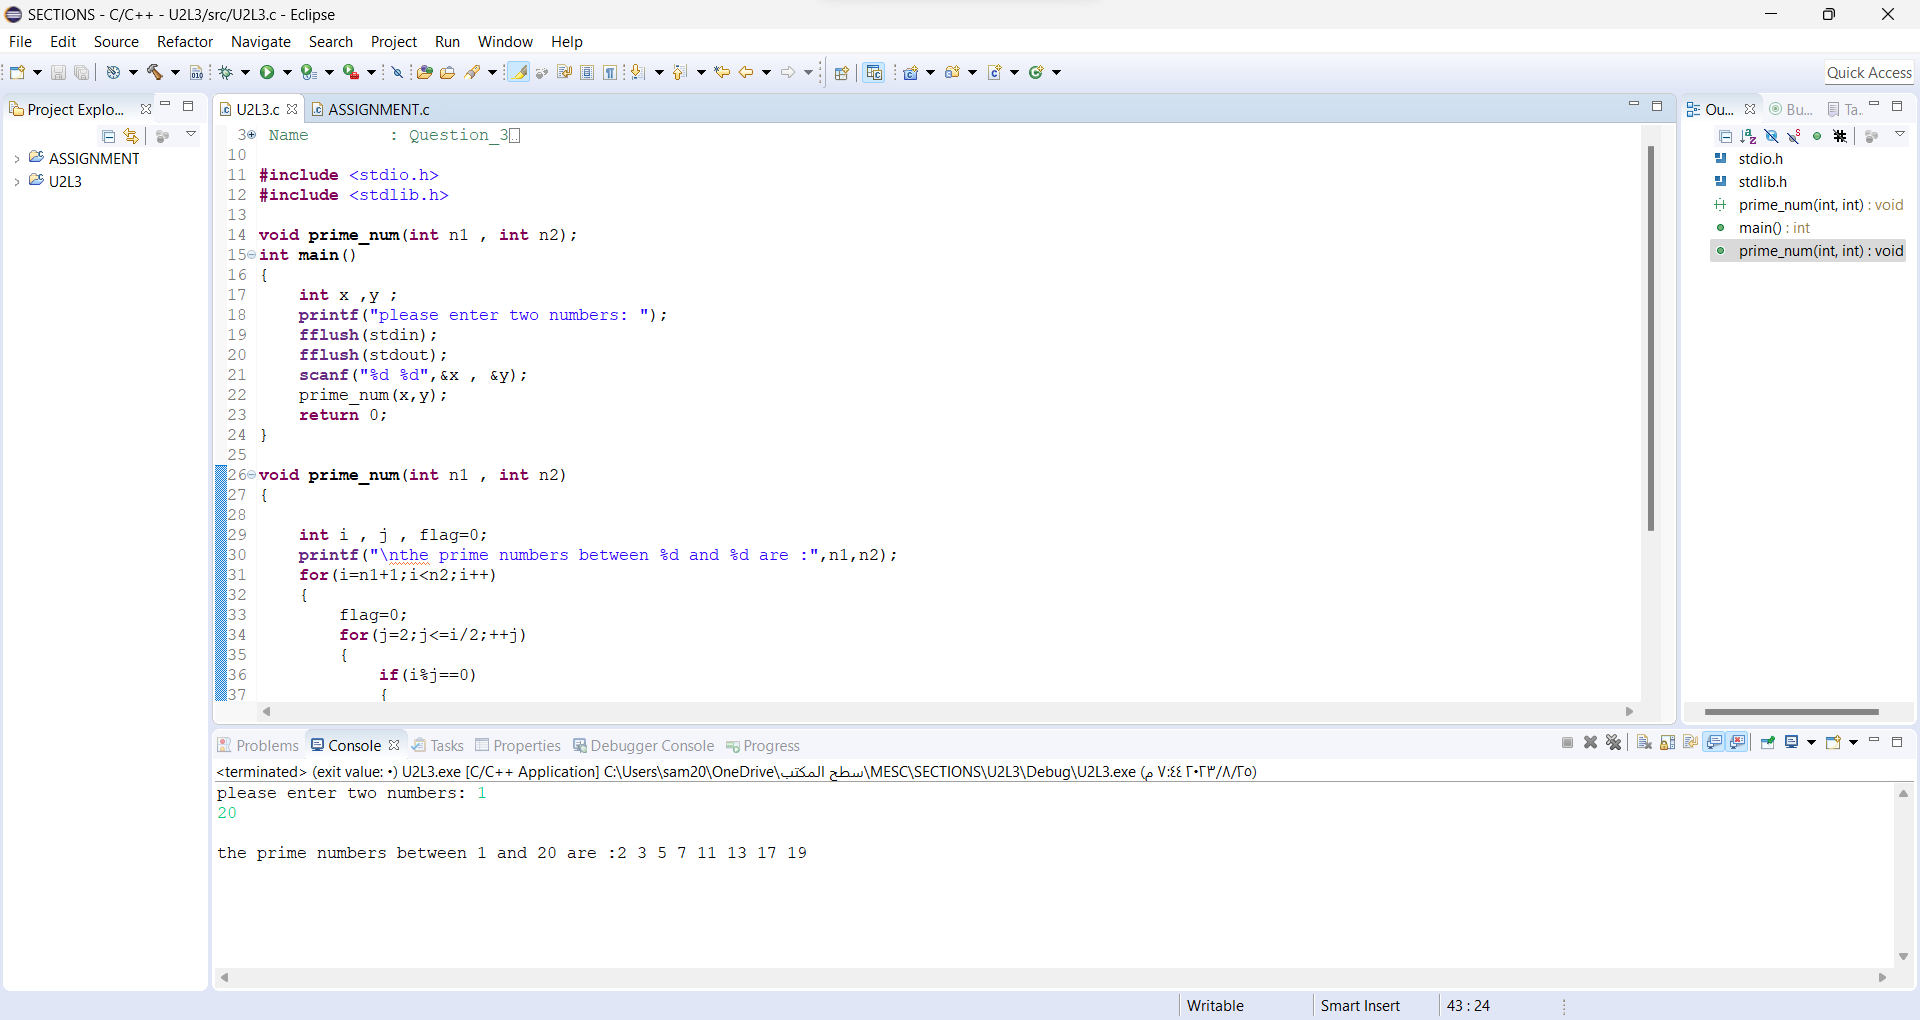 SECTIONS - C/C++ - U2L3/src/U2L3.c - Eclipse
File Edit Source Refactor Navigate Search Project Run Window Help
Quick Access
Project Explo...
ASSIGNMENT
U2L3
U2L3.c ASSIGNMENT.c
3 Name : Question_3
10
11 #include <stdio.h>
12 #include <stdlib.h>
13
14 void prime_num(int n1 , int n2);
15 int main()
16 {
17 int x ,y ;
18 printf("please enter two numbers: ");
19 fflush(stdin);
20 fflush(stdout);
21 scanf("%d %d",&x , &y);
22 prime_num(x,y);
23 return 0;
24 }
25
26 void prime_num(int n1 , int n2)
27 {
28
29 int i , j , flag=0;
30 printf("\nthe prime numbers between %d and %d are :",n1,n2);
31 for(i=n1+1;i<n2;i++)
32 {
33 flag=0;
34 for(j=2;j<=i/2;++j)
35 {
36 if(i%j==0)
37 {
Ou... Bu... Ta...
stdio.h
stdlib.h
prime_num(int, int) : void
main() : int
prime_num(int, int) : void
Problems Console Tasks Properties Debugger Console Progress
<terminated> (exit value: ٠) U2L3.exe [C/C++ Application] C:\Users\sam20\OneDrive\سطح المكتب\MESC\SECTIONS\U2L3\Debug\U2L3.exe (٢٥‏/٨‏/٢٠٢٣ ٧:٤٤ م)
please enter two numbers: 1
20
the prime numbers between 1 and 20 are :2 3 5 7 11 13 17 19
Writable Smart Insert 43 : 24